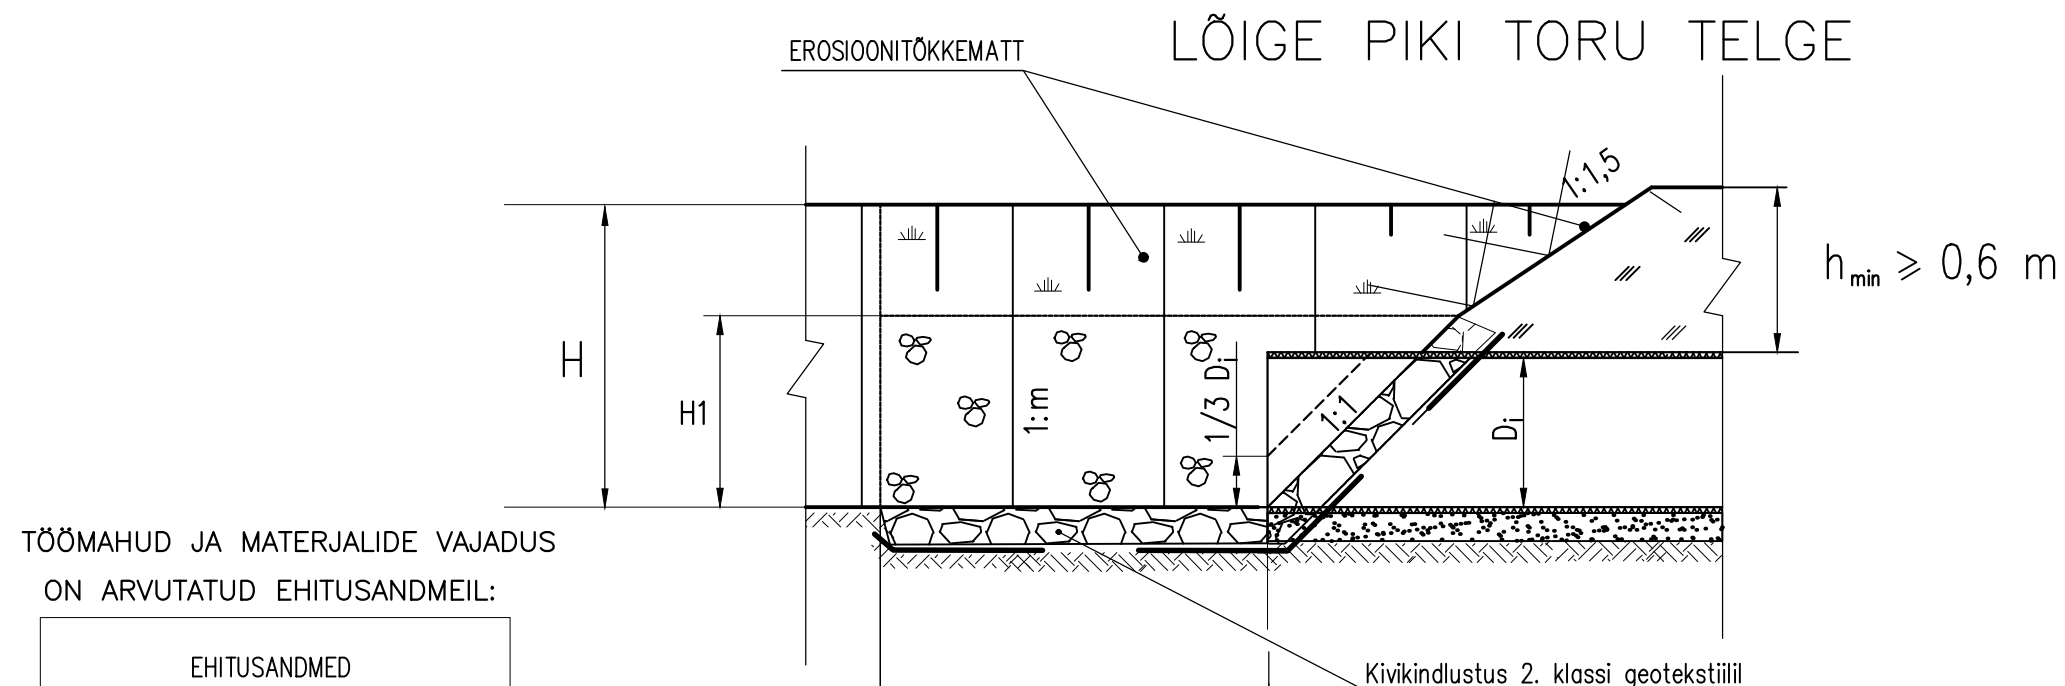 LÕIGE PIKI TORU TELGE
EROSIOONITÕKKEMATT
1:1,5
h min ≥ 0,6 m
H
H1
1:m
1/3 Di
1:1
Di
TÖÖMAHUD JA MATERJALIDE VAJADUS
ON ARVUTATUD EHITUSANDMEIL:
EHITUSANDMED
Kivikindlustus 2. klassi geotekstiilil